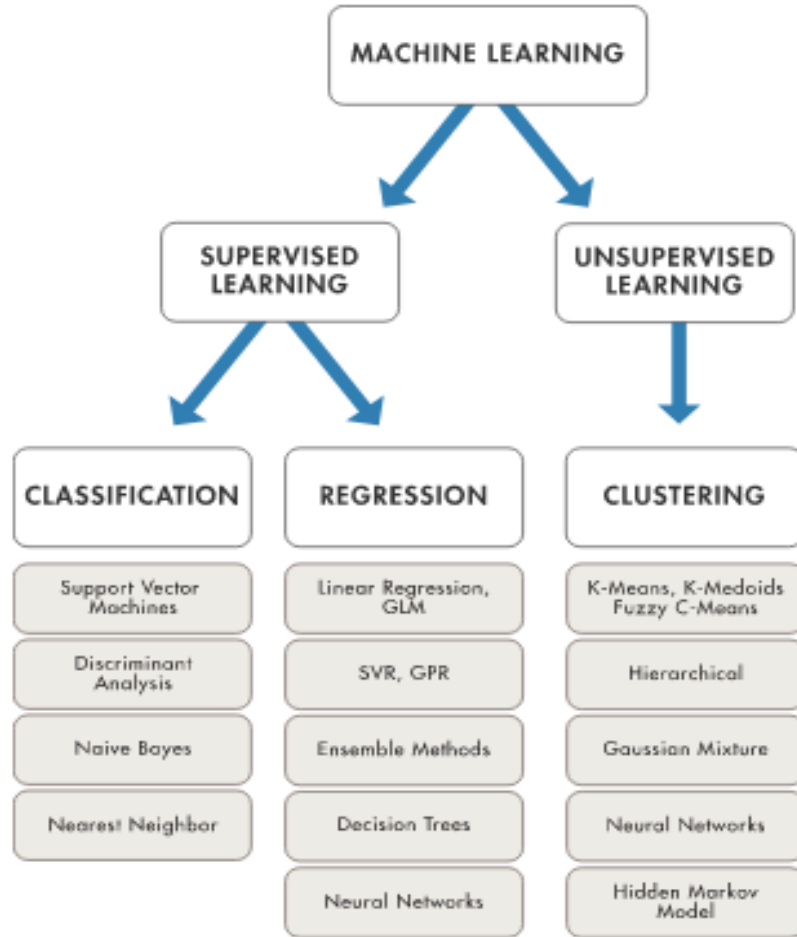 MACHINE LEARNING
SUPERVISED
LEARNING
UNSUPERVISED
LEARNING
CLASSIFICATION
Support Vector
Machines
Discriminant
Analysis
Naive Bayes
Nearest Neighbor
REGRESSION
Linear Regression,
GLM
SVR, GPR
Ensemble Methods
Decision Trees
Neural Networks
CLUSTERING
K-Means, K-Medoids
Fuzzy C-Means
Hierarchical
Gaussian Mixture
Neural Networks
Hidden Markov
Model